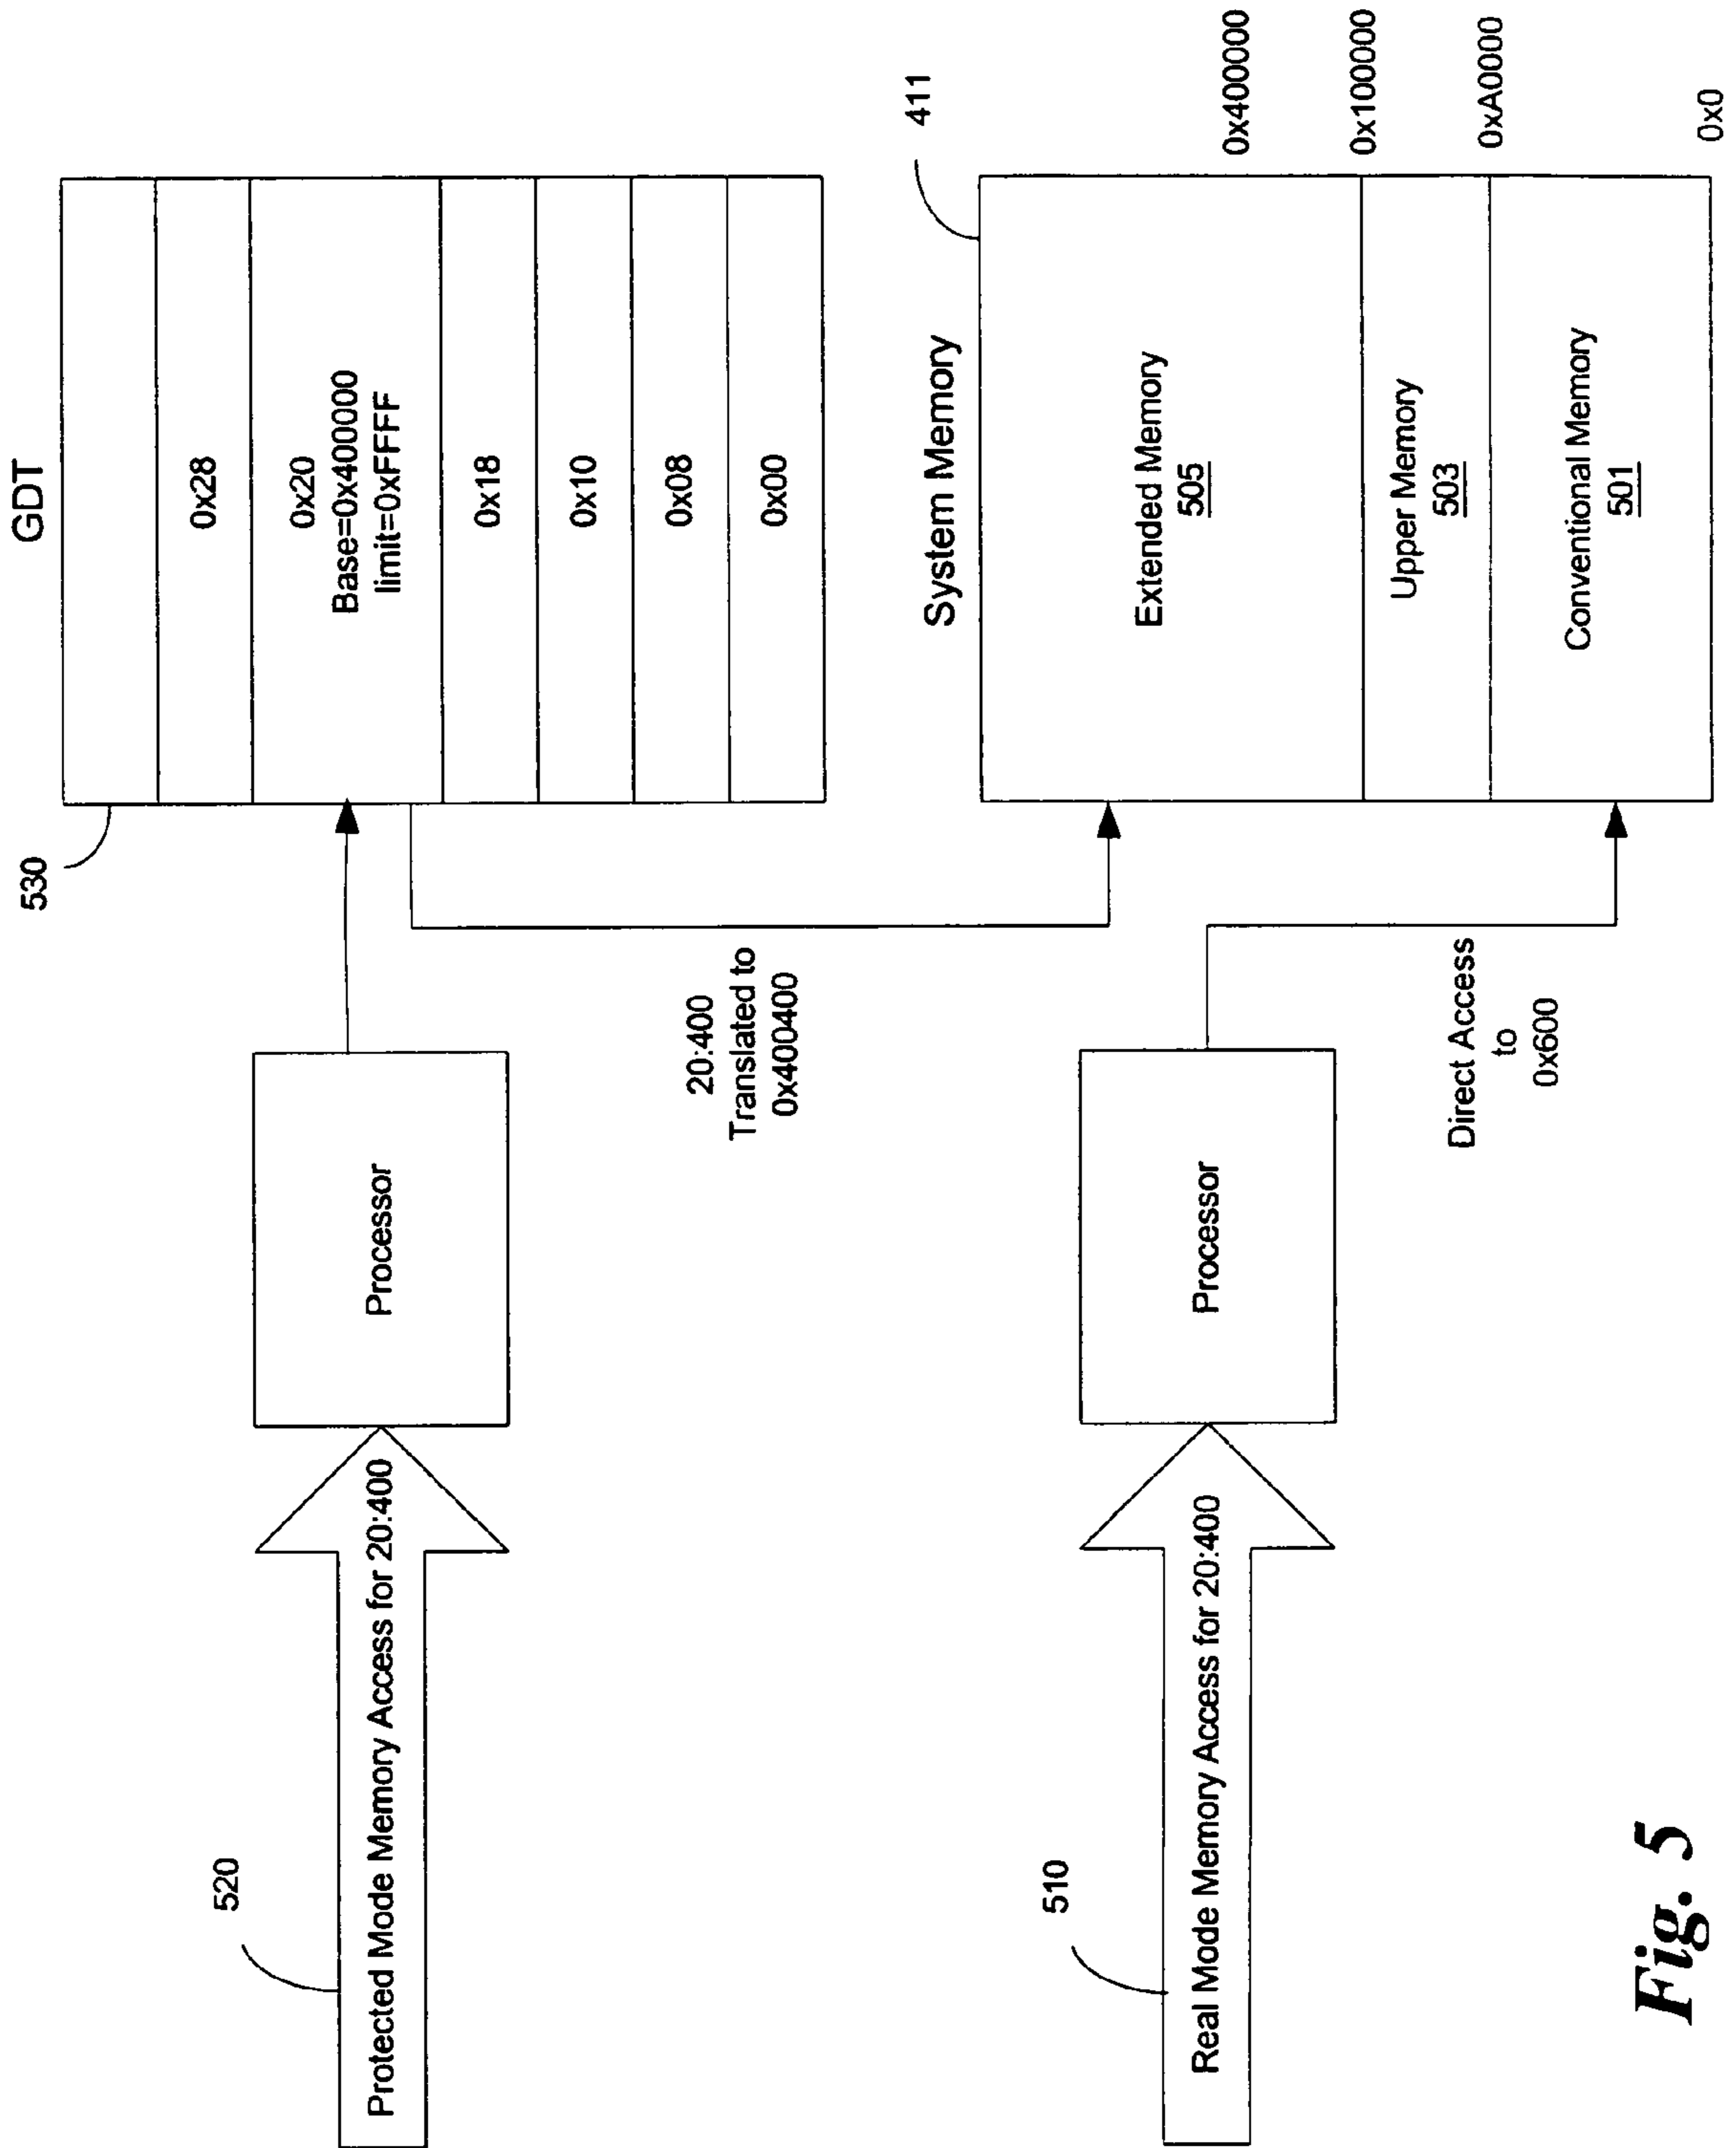 GDT
530
0x28
0x20
Base=0x400000
limit=0xFFFF
0x18
0x10
0x08
0x00
520
Protected Mode Memory Access for 20:400
Processor
20:400
Translated to
0x400400
System Memory
411
Extended Memory
505
Upper Memory
503
Conventional Memory
501
0x400000
0x100000
0xA0000
0x0
510
Real Mode Memory Access for 20:400
Processor
Direct Access
to
0x600
Fig. 5